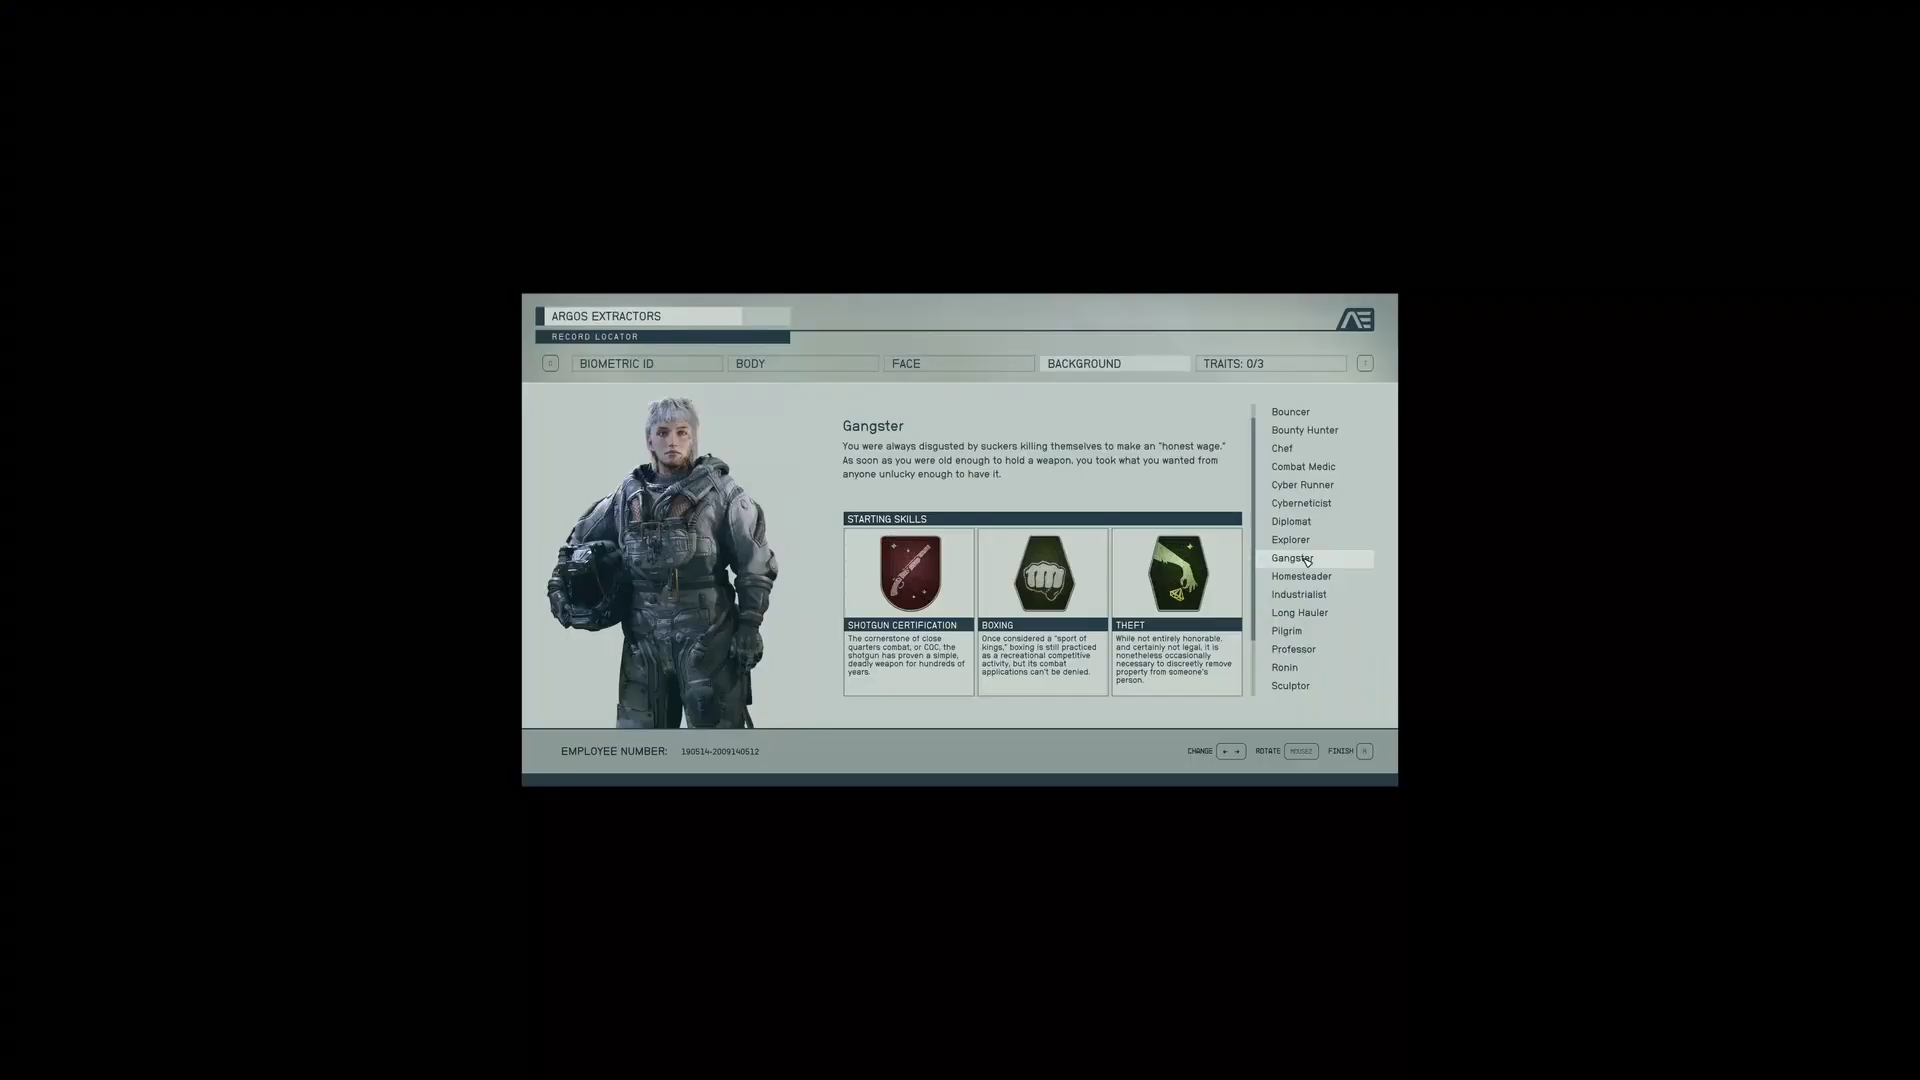 ARGOS EXTRACTORS
RECORD LOCATOR
BIOMETRIC ID
BODY
FACE
BACKGROUND
TRAITS: 0/3
Gangster
You were always disgusted by suckers killing themselves to make an "honest wage."
As soon as you were old enough to hold a weapon, you took what you wanted from
anyone unlucky enough to have it.
STARTING SKILLS
SHOTGUN CERTIFICATION
The cornerstone of close
quarters combat, or CQC, the
shotgun has proven a simple,
deadly weapon for hundreds of
years.
BOXING
Once considered a "sport of
kings," boxing is still practiced
as a recreational competitive
activity, but its combat
applications can't be denied.
THEFT
While not entirely honorable,
and certainly not legal, it is
nonetheless occasionally
necessary to discreetly remove
property from someone's
person.
Bouncer
Bounty Hunter
Chef
Combat Medic
Cyber Runner
Cyberneticist
Diplomat
Explorer
Gangster
Homesteader
Industrialist
Long Hauler
Pilgrim
Professor
Ronin
Sculptor
EMPLOYEE NUMBER: 190514-2009140512
CHANGE
ROTATE MOUSE2
FINISH R